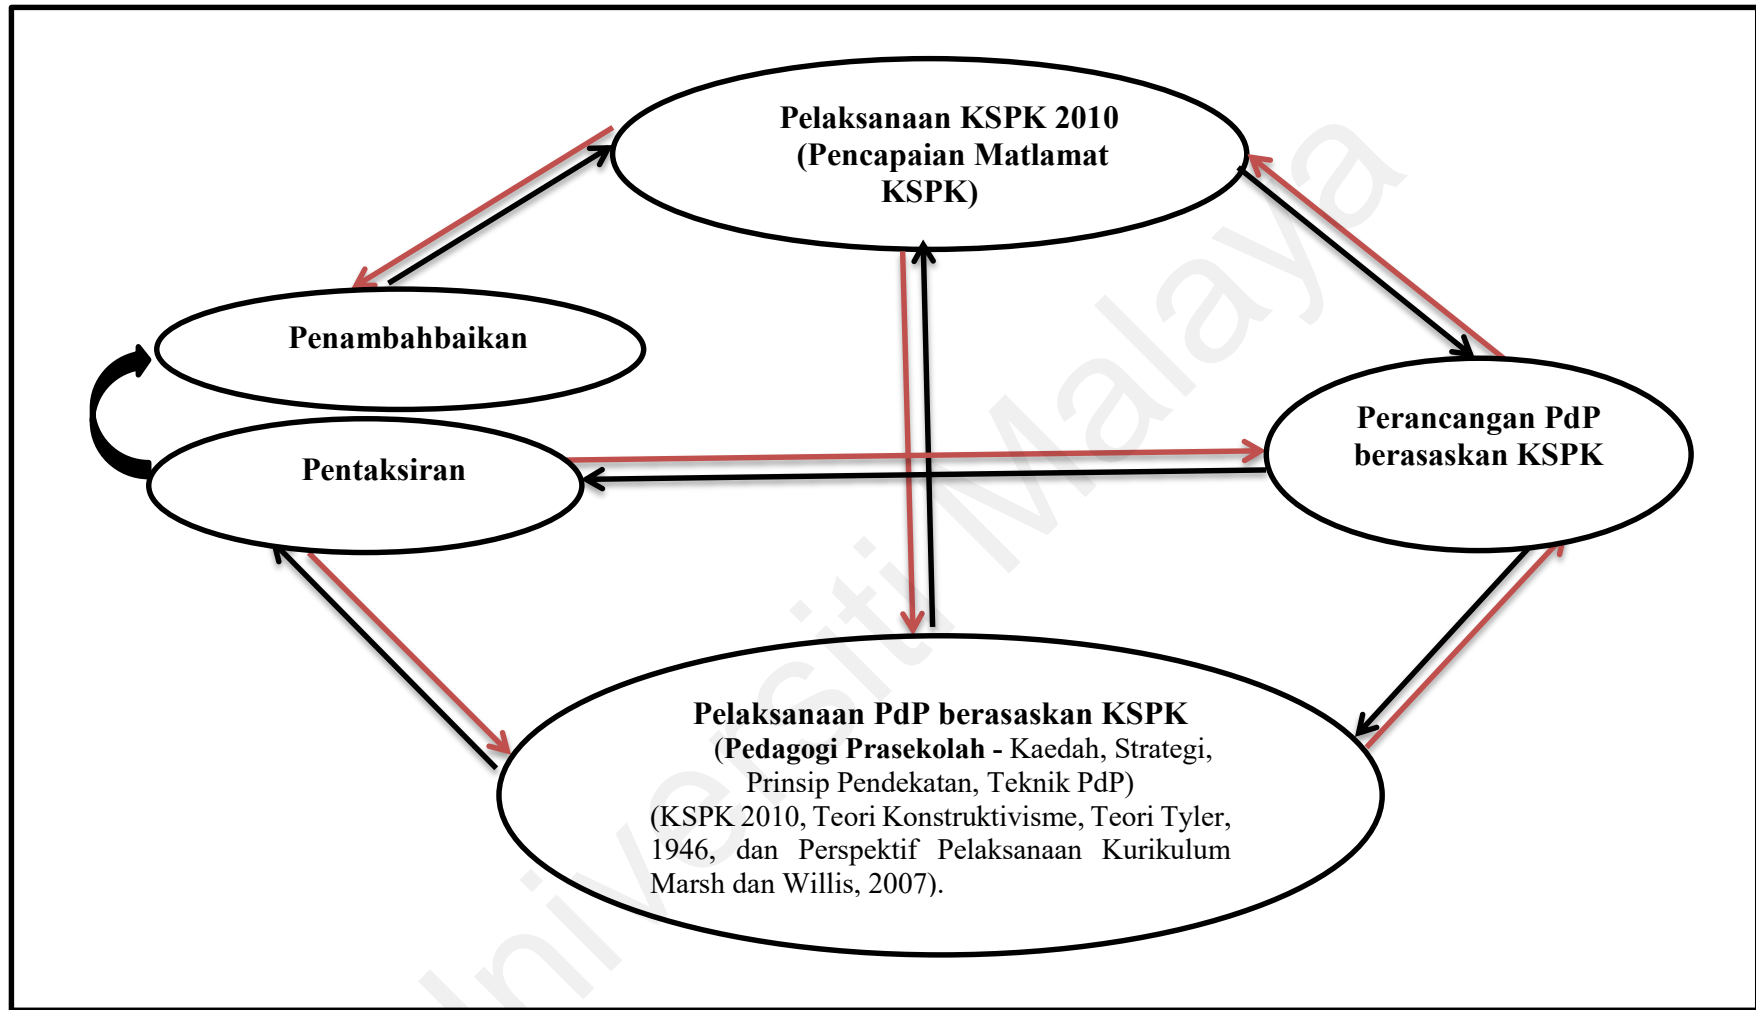 Pelaksanaan KSPK 2010
(Pencapaian Matlamat
KSPK)
Penambahbaikan
Pentaksiran
Perancangan PdP
berasaskan KSPK
Pelaksanaan PdP berasaskan KSPK
(Pedagogi Prasekolah - Kaedah, Strategi,
Prinsip Pendekatan, Teknik PdP)
(KSPK 2010, Teori Konstruktivisme, Teori Tyler,
1946, dan Perspektif Pelaksanaan Kurikulum
Marsh dan Willis, 2007).
niversiti Malaya